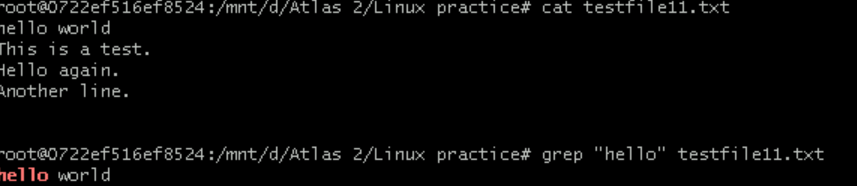 root@0722ef516ef8524:/mnt/d/Atlas 2/Linux practice# cat testfile11.txt
hello world
This is a test.
Hello again.
Another line.
root@0722ef516ef8524:/mnt/d/Atlas 2/Linux practice# grep "hello" testfile11.txt
hello world